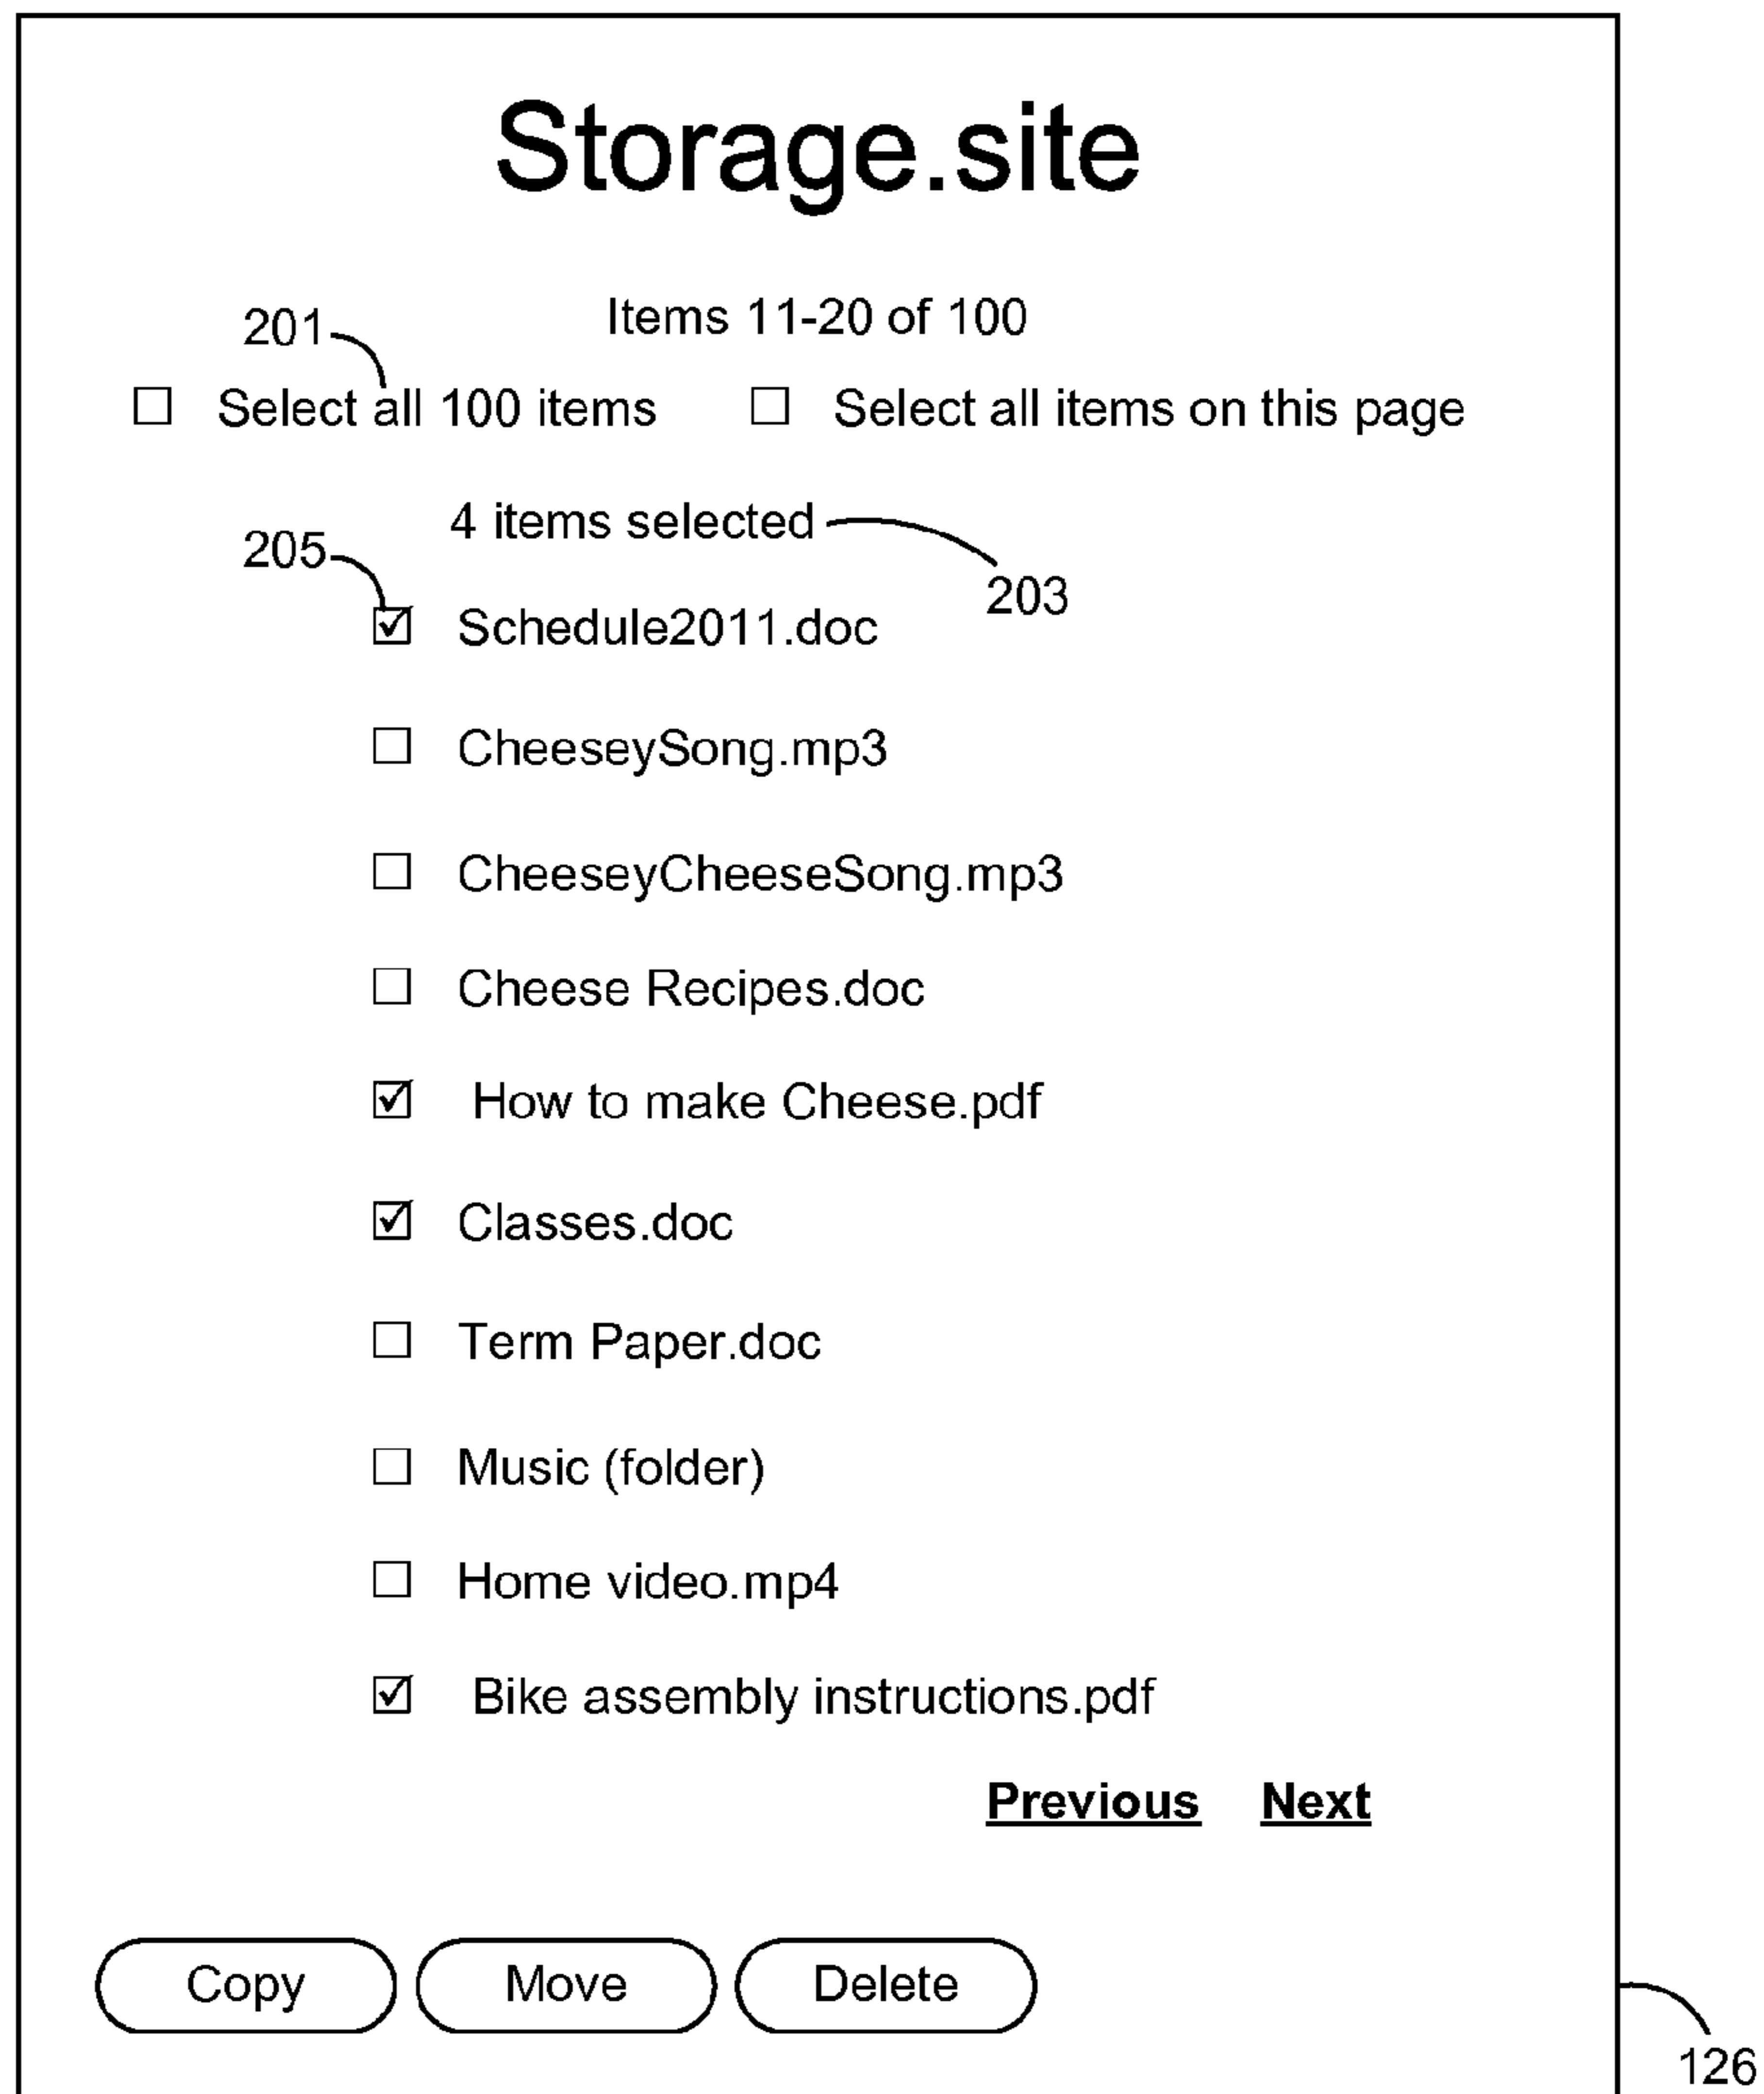 Storage.site
201
Items 11-20 of 100
Select all 100 items
Select all items on this page
4 items selected
205
203
Schedule2011.doc
CheeseySong.mp3
CheeseyCheeseSong.mp3
Cheese Recipes.doc
How to make Cheese.pdf
Classes.doc
Term Paper.doc
Music (folder)
Home video.mp4
Bike assembly instructions.pdf
Previous Next
Copy Move Delete
126